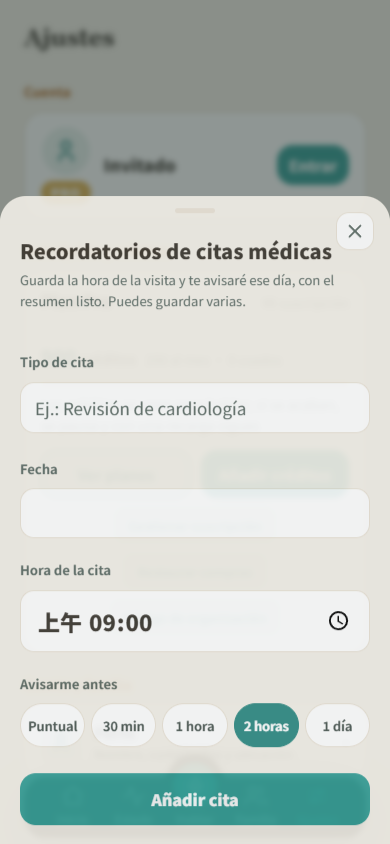 Ajustes
Cuenta
Invitado
Entrar
Recordatorios de citas médicas
Guarda la hora de la visita y te avisaré ese día, con el
resumen listo. Puedes guardar varias.
Tipo de cita
Ej.: Revisión de cardiología
Fecha
Hora de la cita
上午 09:00
Avisarme antes
Puntual
30 min
1 hora
2 horas
1 día
Añadir cita